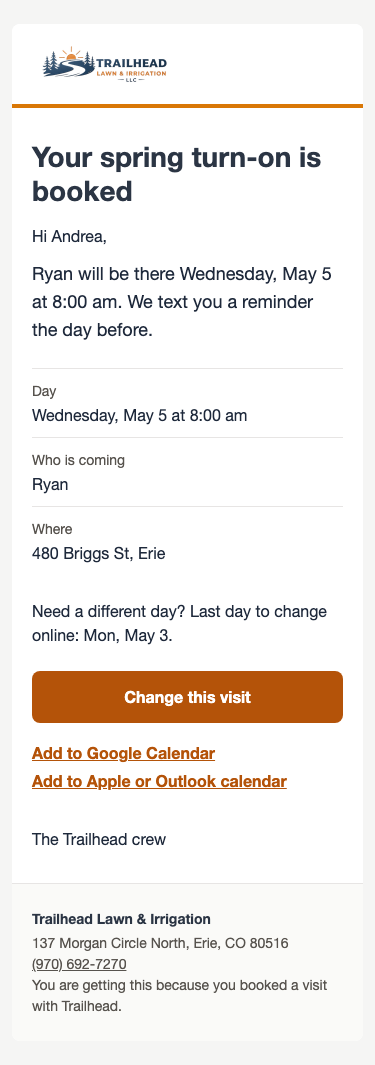 TRAILHEAD
LAWN & IRRIGATION
LLC
Your spring turn-on is
booked
Hi Andrea,
Ryan will be there Wednesday, May 5
at 8:00 am. We text you a reminder
the day before.
Day
Wednesday, May 5 at 8:00 am
Who is coming
Ryan
Where
480 Briggs St, Erie
Need a different day? Last day to change
online: Mon, May 3.
Change this visit
Add to Google Calendar
Add to Apple or Outlook calendar
The Trailhead crew
Trailhead Lawn & Irrigation
137 Morgan Circle North, Erie, CO 80516
(970) 692-7270
You are getting this because you booked a visit
with Trailhead.